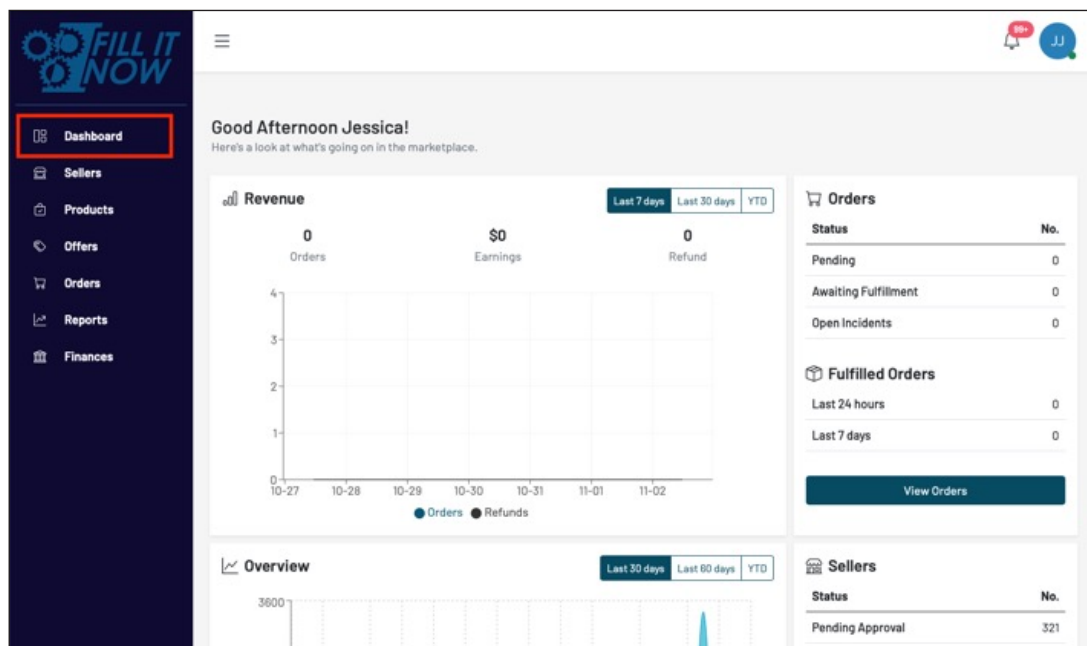 FILL IT
NOW
99+
JJ
Dashboard
Sellers
Products
Offers
Orders
Reports
Finances
Good Afternoon Jessica!
Here's a look at what's going on in the marketplace.
Revenue
Last 7 days Last 30 days YTD
0 $0 0
Orders Earnings Refund
4
3
2
1
0
10-27 10-28 10-29 10-30 10-31 11-01 11-02
Orders Refunds
Orders
Status No.
Pending 0
Awaiting Fulfillment 0
Open Incidents 0
Fulfilled Orders
Last 24 hours 0
Last 7 days 0
View Orders
Overview
Last 30 days Last 60 days YTD
3600
Sellers
Status No.
Pending Approval 321